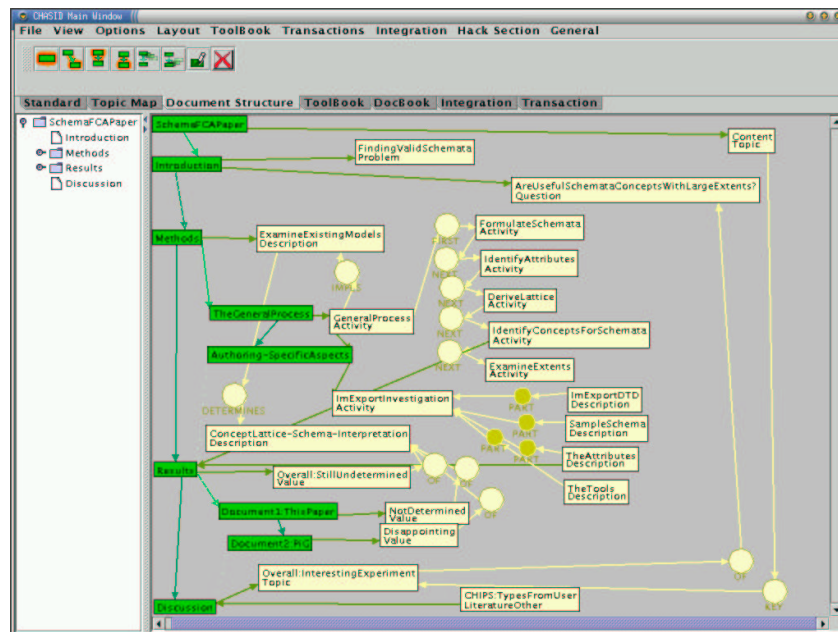 CHASID Main Window
File View Options Layout ToolBook Transactions Integration Hack Section General
Standard Topic Map Document Structure ToolBook DocBook Integration Transaction
SchemaFCAPaper
Introduction
Methods
Results
Discussion
SchemaFCAPaper
Content
Topic
FindingValidSchemata
Problem
Introduction
AreUsefulSchemataConceptsWithLargeExtents?
Question
Methods
ExamineExistingModels
Description
FIRST
FormulateSchemata
Activity
NEXT
IdentifyAttributes
Activity
IMPLS
NEXT
DeriveLattice
Activity
TheGeneralProcess
GeneralProcess
Activity
NEXT
IdentifyConceptsForSchemata
Activity
Authoring-SpecificAspects
NEXT
ExamineExtents
Activity
DETERMINES
ImExportInvestigation
Activity
PART
ImExportDTD
Description
PART
SampleSchema
Description
ConceptLattice-Schema-Interpretation
Description
PART
PART
TheAttributes
Description
Results
Overall:StillUndetermined
Value
OF
OF
OF
TheTools
Description
Document1:ThisPaper
NotDetermined
Value
Document2:PIG
Disappointing
Value
Overall:InterestingExperiment
Topic
OF
KEY
CHIPS:TypesFromUser
LiteratureOther
Discussion